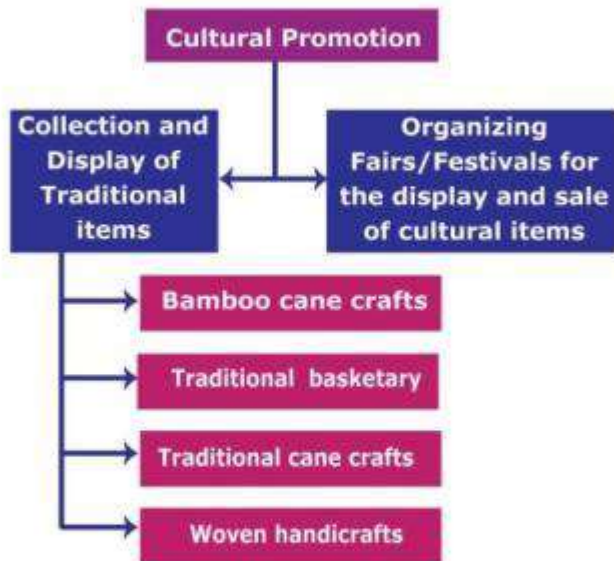 Cultural Promotion
Collection and
Display of
Traditional
items
Organizing
Fairs/Festivals for
the display and sale
of cultural items
Bamboo cane crafts
Traditional basketary
Traditional cane crafts
Woven handicrafts